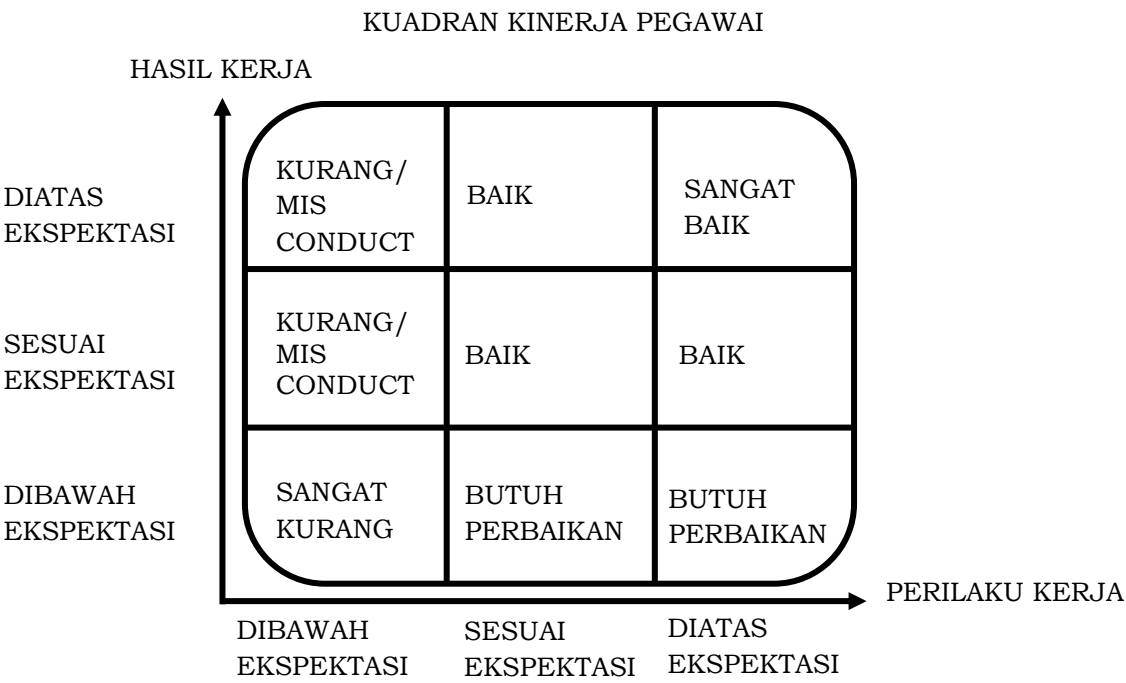 KUADRAN KINERJA PEGAWAI
HASIL KERJA
DIATAS
EKSPEKTASI
KURANG/
MIS
CONDUCT
BAIK
SANGAT
BAIK
SESUAI
EKSPEKTASI
KURANG/
MIS
CONDUCT
BAIK
BAIK
DIBAWAH
EKSPEKTASI
SANGAT
KURANG
BUTUH
PERBAIKAN
BUTUH
PERBAIKAN
PERILAKU KERJA
DIBAWAH
EKSPEKTASI
SESUAI
EKSPEKTASI
DIATAS
EKSPEKTASI